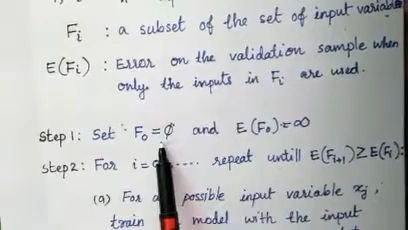 Fi : a subset of the set of input variable
E(Fi) : Error on the validation sample when
only the inputs in Fi are used.
Step 1: Set F0 = ∅ and E(F0) = ∞
Step 2: For i = ...... repeat untill E(Fi+1) ≥ E(Fi):
(a) For a possible input variable xj,
train model with the input